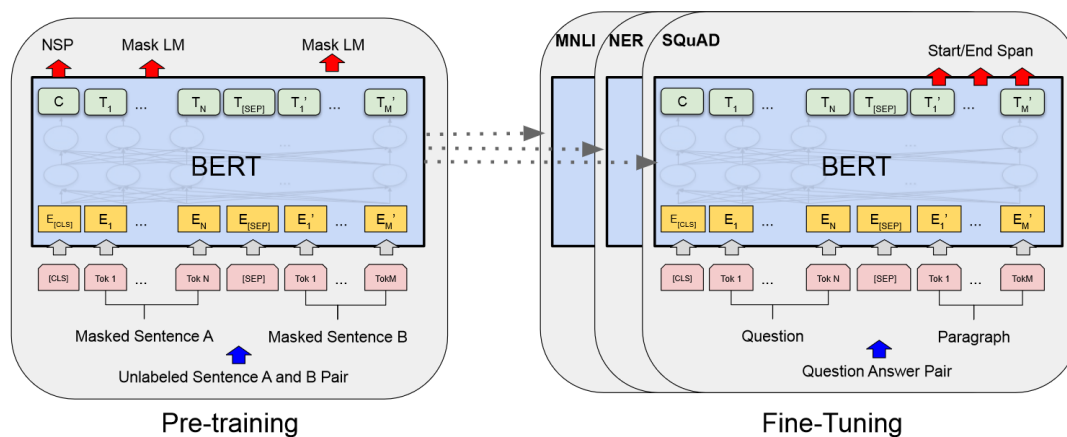 NSP Mask LM Mask LM
C T1 ... TN T[SEP] T1' ... TM'
...
BERT
...
E[CLS] E1 ... EN E[SEP] E1' ... EM'
[CLS] Tok 1 ... Tok N [SEP] Tok 1 ... TokM
Masked Sentence A Masked Sentence B
Unlabeled Sentence A and B Pair
Pre-training
MNLI NER SQuAD
Start/End Span
C T1 ... TN T[SEP] T1' ... TM'
...
BERT
...
E[CLS] E1 ... EN E[SEP] E1' ... EM'
[CLS] Tok 1 ... Tok N [SEP] Tok 1 ... TokM
Question Paragraph
Question Answer Pair
Fine-Tuning